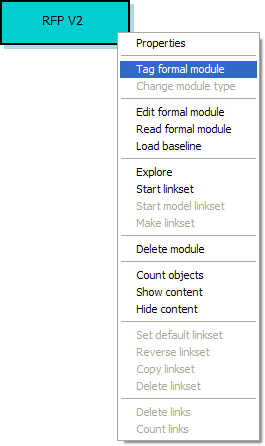 RFP V2
Properties
Tag formal module
Change module type
Edit formal module
Read formal module
Load baseline
Explore
Start linkset
Start model linkset
Make linkset
Delete module
Count objects
Show content
Hide content
Set default linkset
Reverse linkset
Copy linkset
Delete linkset
Delete links
Count links